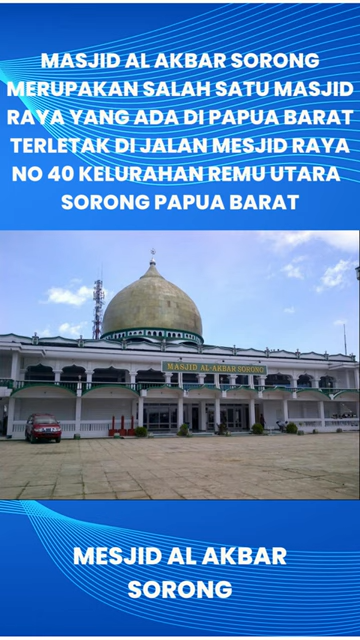 MASJID AL AKBAR SORONG
MERUPAKAN SALAH SATU MASJID
RAYA YANG ADA DI PAPUA BARAT
TERLETAK DI JALAN MESJID RAYA
NO 40 KELURAHAN REMU UTARA
SORONG PAPUA BARAT
MASJID AL-AKBAR SORONG
MESJID AL AKBAR
SORONG